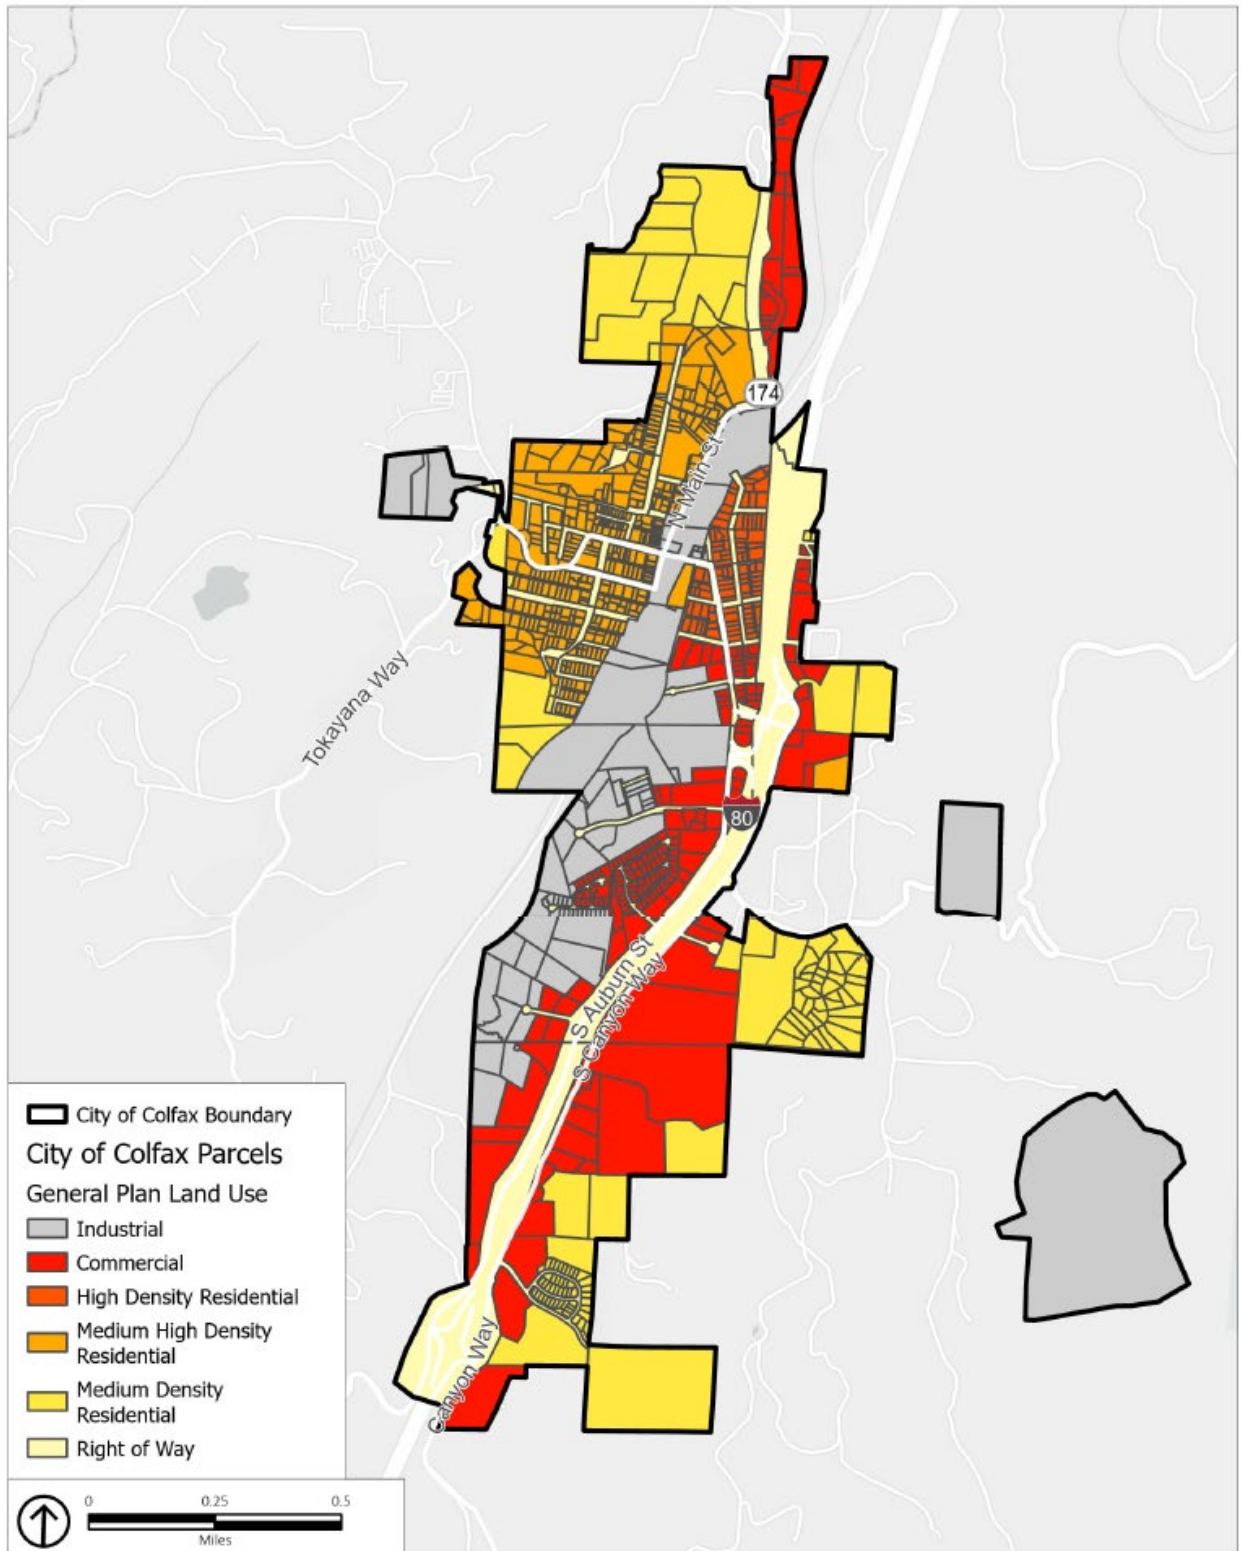 174
N Main St
Tokayana Way
80
S Auburn St
S Canyon Way
Canyon Way
City of Colfax Boundary
City of Colfax Parcels
General Plan Land Use
Industrial
Commercial
High Density Residential
Medium High Density
Residential
Medium Density
Residential
Right of Way
0 0.25 0.5
Miles